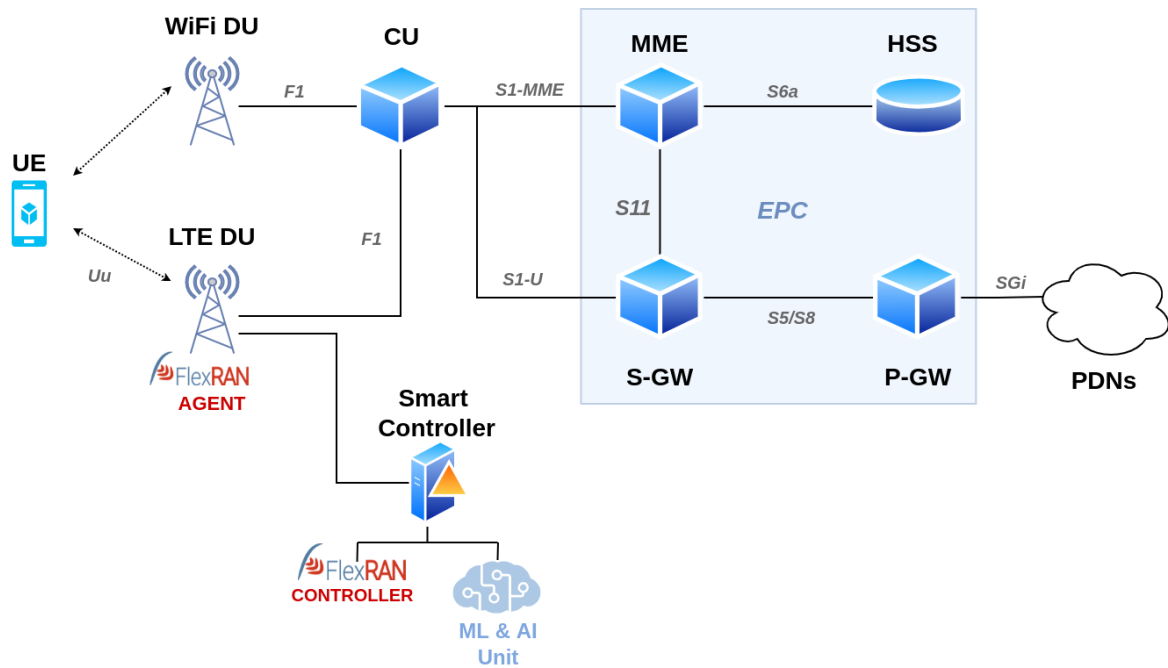 WiFi DU
CU
MME
HSS
F1
S1-MME
S6a
UE
S11
EPC
LTE DU
F1
Uu
S1-U
S5/S8
SGi
FlexRAN
AGENT
S-GW
P-GW
PDNs
Smart
Controller
FlexRAN
CONTROLLER
ML & AI
Unit